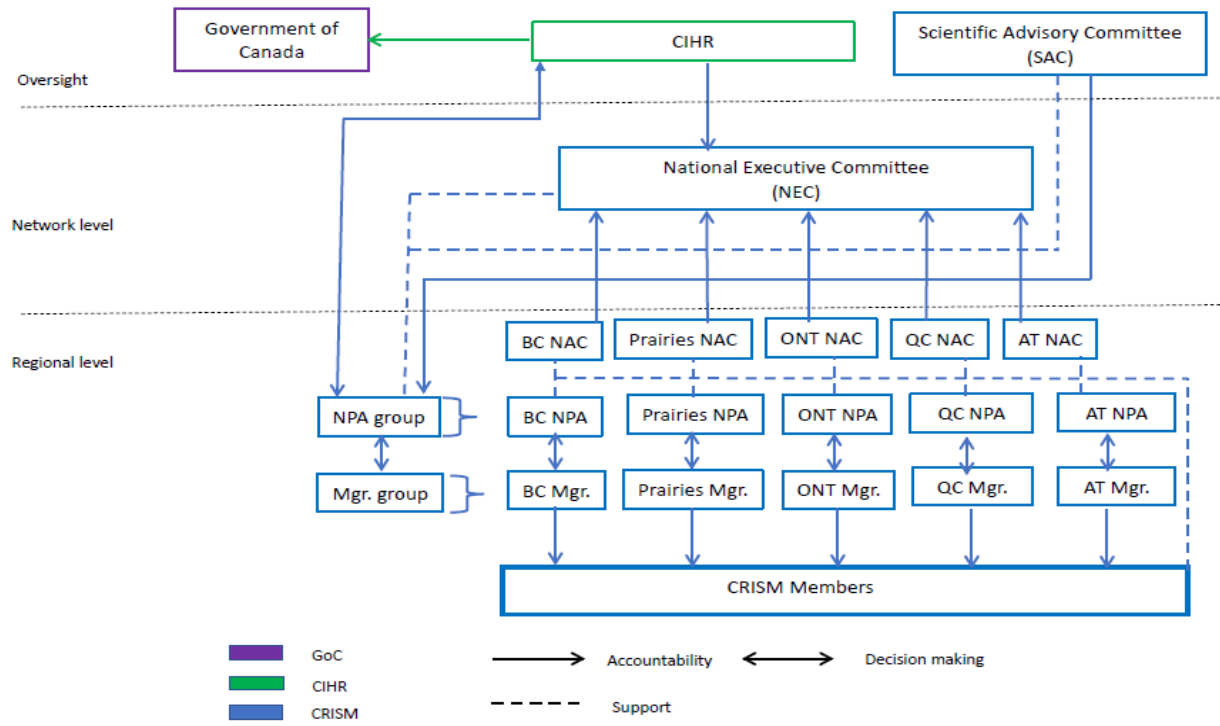 Government of
Canada
CIHR
Scientific Advisory Committee
(SAC)
Oversight
National Executive Committee
(NEC)
Network level
Regional level
BC NAC
Prairies NAC
ONT NAC
QC NAC
AT NAC
NPA group
BC NPA
Prairies NPA
ONT NPA
QC NPA
AT NPA
Mgr. group
BC Mgr.
Prairies Mgr.
ONT Mgr.
QC Mgr.
AT Mgr.
CRISM Members
GoC
Accountability
Decision making
CIHR
CRISM
Support